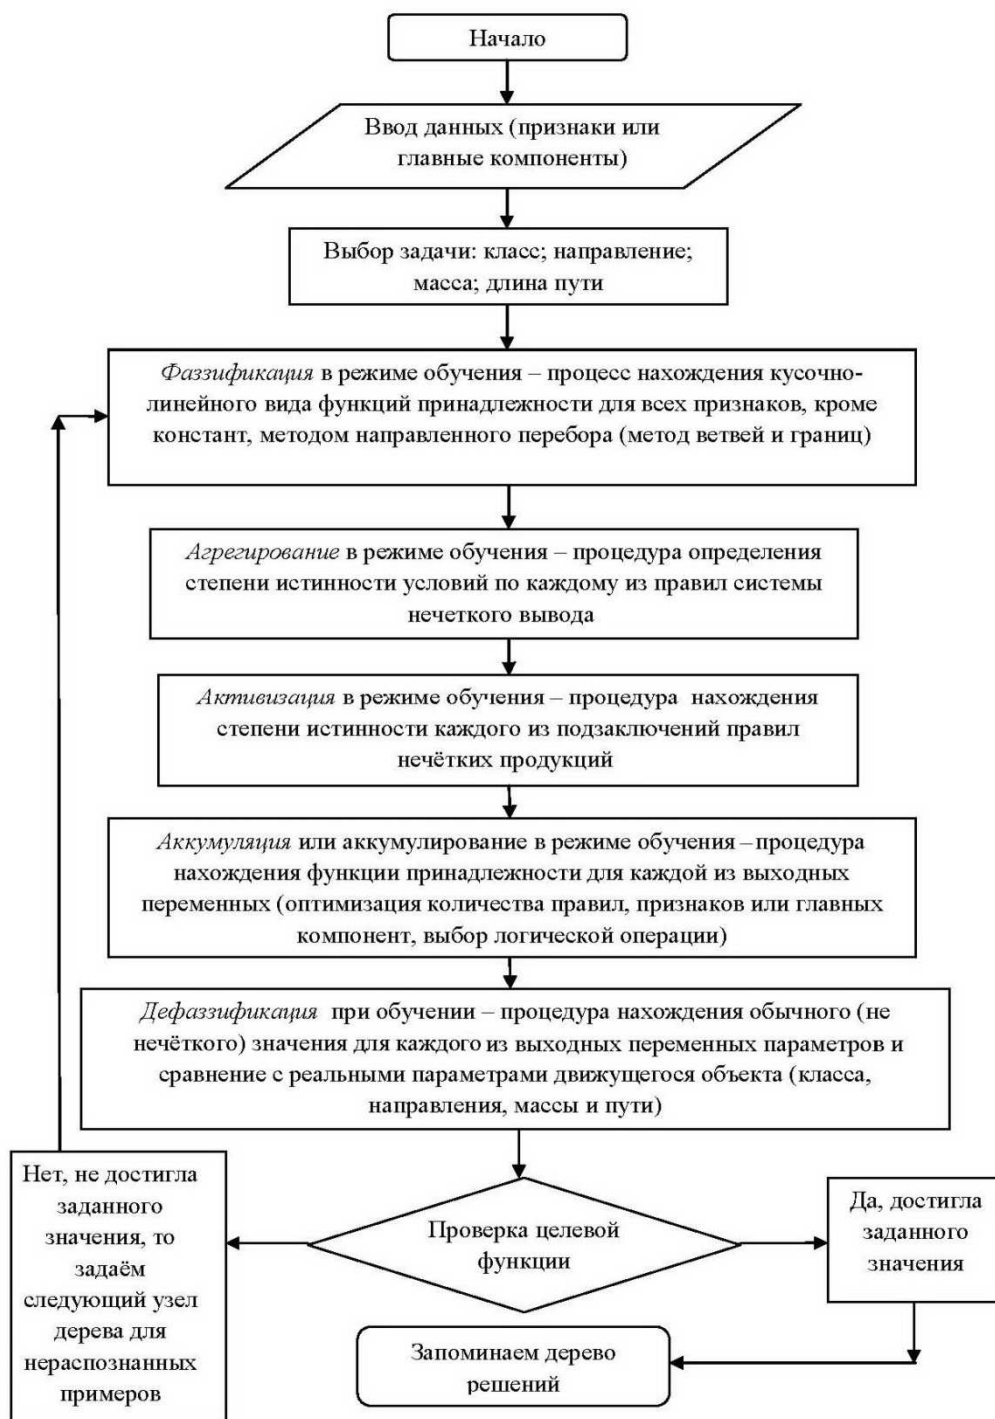 Начало
Ввод данных (признаки или
главные компоненты)
Выбор задачи: класс; направление;
масса; длина пути
Фаззификация в режиме обучения – процесс нахождения кусочно-
линейного вида функций принадлежности для всех признаков, кроме
констант, методом направленного перебора (метод ветвей и границ)
Агрегирование в режиме обучения – процедура определения
степени истинности условий по каждому из правил системы
нечеткого вывода
Активизация в режиме обучения – процедура нахождения
степени истинности каждого из подзаключений правил
нечётких продукций
Аккумуляция или аккумулирование в режиме обучения – процедура
нахождения функции принадлежности для каждой из выходных
переменных (оптимизация количества правил, признаков или главных
компонент, выбор логической операции)
Дефаззификация при обучении – процедура нахождения обычного (не
нечёткого) значения для каждого из выходных переменных параметров и
сравнение с реальными параметрами движущегося объекта (класса,
направления, массы и пути)
Нет, не достигла
заданного
значения, то
задаём
следующий узел
дерева для
нераспознанных
примеров
Проверка целевой
функции
Да, достигла
заданного
значения
Запоминаем дерево
решений